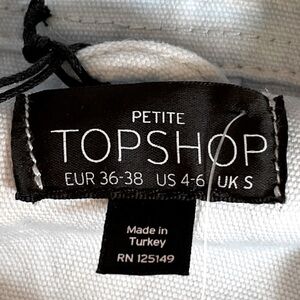 PETITE
TOPSHOP
EUR 36-38 US 4-6 UK S
Made in
Turkey
RN 125149